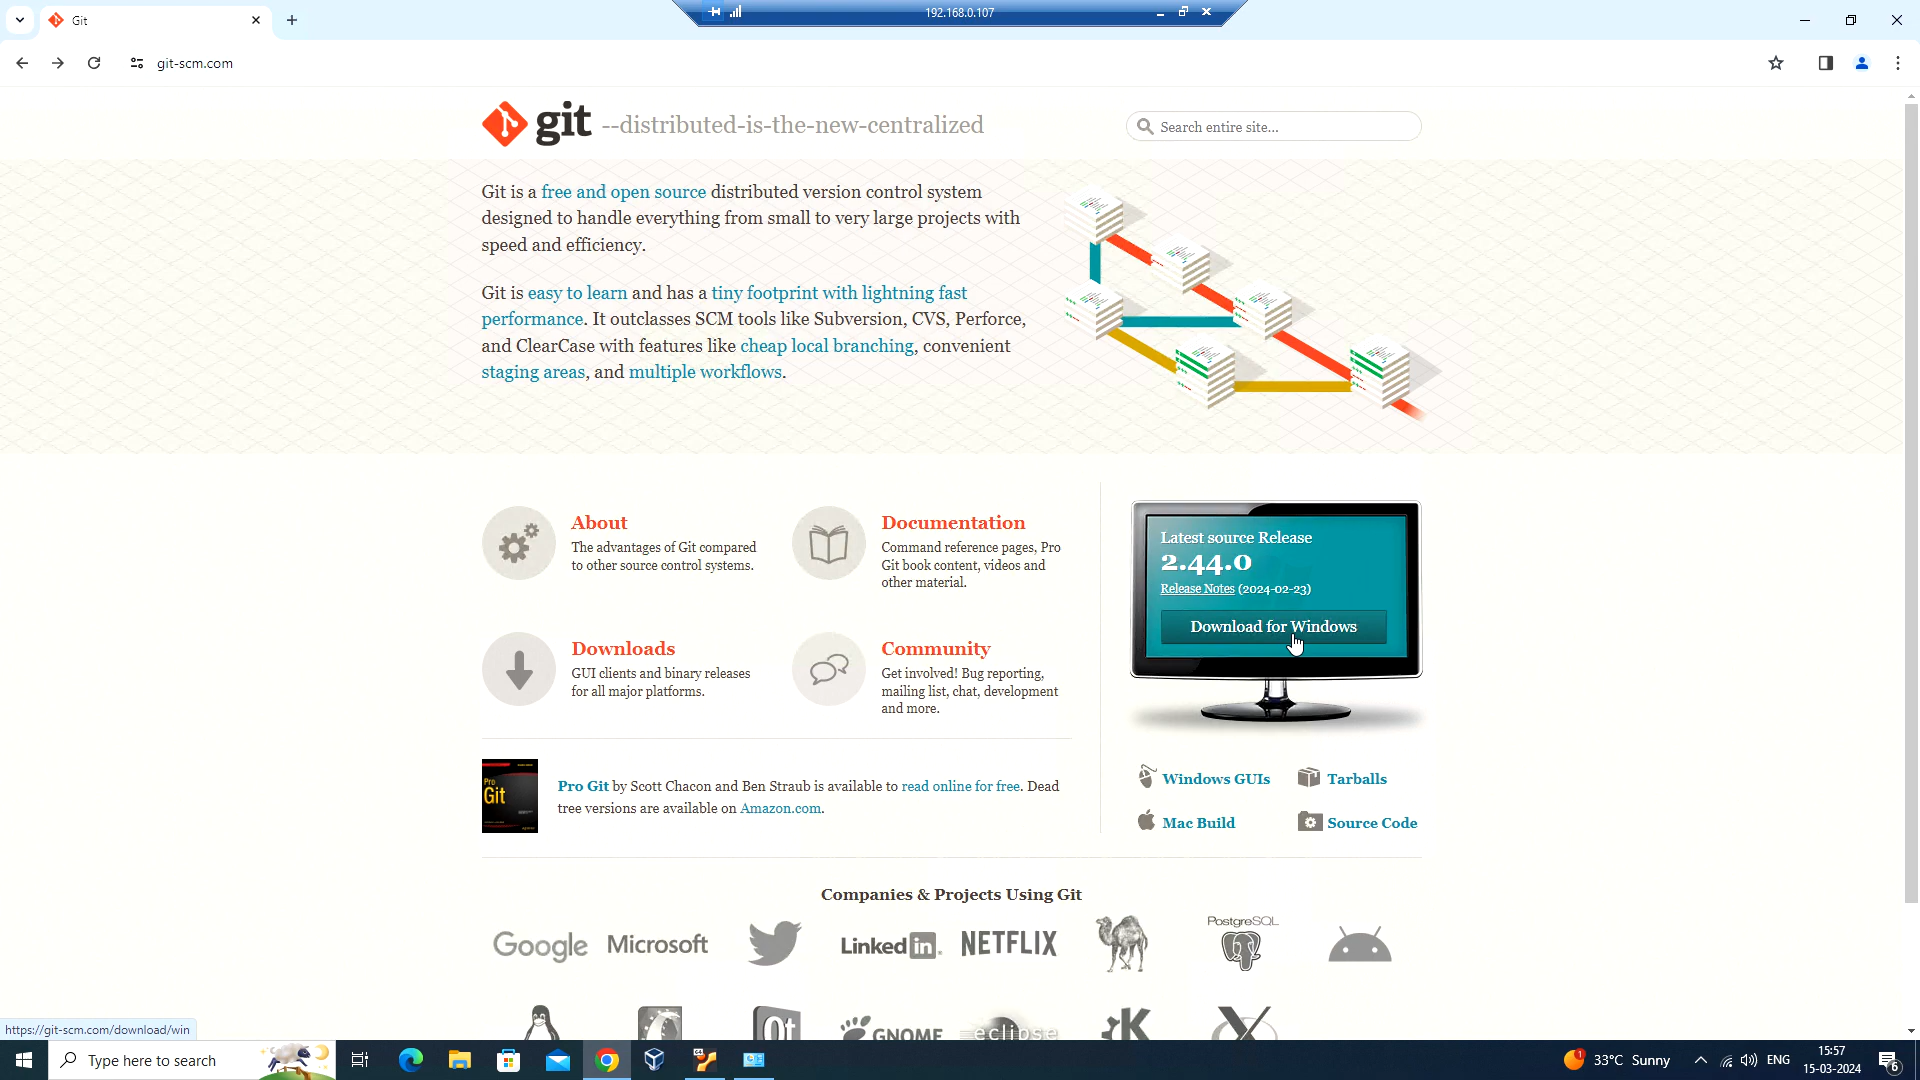 Git
192.168.0.107
git-scm.com
git --distributed-is-the-new-centralized
Search entire site...
Git is a free and open source distributed version control system
designed to handle everything from small to very large projects with
speed and efficiency.
Git is easy to learn and has a tiny footprint with lightning fast
performance. It outclasses SCM tools like Subversion, CVS, Perforce,
and ClearCase with features like cheap local branching, convenient
staging areas, and multiple workflows.
About
The advantages of Git compared
to other source control systems.
Documentation
Command reference pages, Pro
Git book content, videos and
other material.
Downloads
GUI clients and binary releases
for all major platforms.
Community
Get involved! Bug reporting,
mailing list, chat, development
and more.
Latest source Release
2.44.0
Release Notes (2024-02-23)
Download for Windows
Windows GUIs
Tarballs
Mac Build
Source Code
Pro
Git
Pro Git by Scott Chacon and Ben Straub is available to read online for free. Dead
tree versions are available on Amazon.com.
Companies & Projects Using Git
Google Microsoft LinkedIn NETFLIX PostgreSQL
Qt GNOME eclipse
https://git-scm.com/download/win
Type here to search
1
33°C Sunny
ENG
15:57
15-03-2024
6